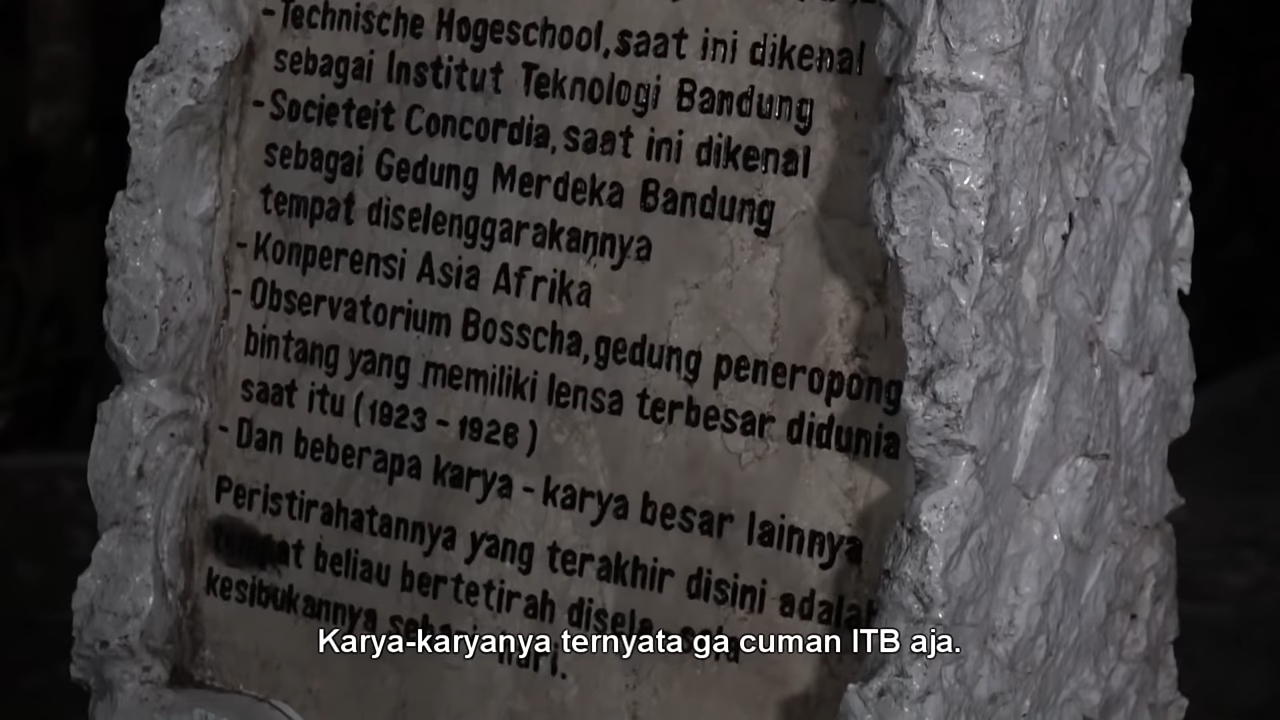 -Technische Hogeschool,saat ini dikenal
sebagai Institut Teknologi Bandung
-Societeit Concordia,saat ini dikenal
sebagai Gedung Merdeka Bandung
tempat diselenggarakannya
-Konperensi Asia Afrika
-Observatorium Bosscha,gedung peneropong
bintang yang memiliki lensa terbesar didunia
saat itu (1923 - 1926)
-Dan beberapa karya - karya besar lainnya
Peristirahatannya yang terakhir disini adalah
beliau bertetirah disela
kesibukannya
Karya-karyanya ternyata ga cuman ITB aja.